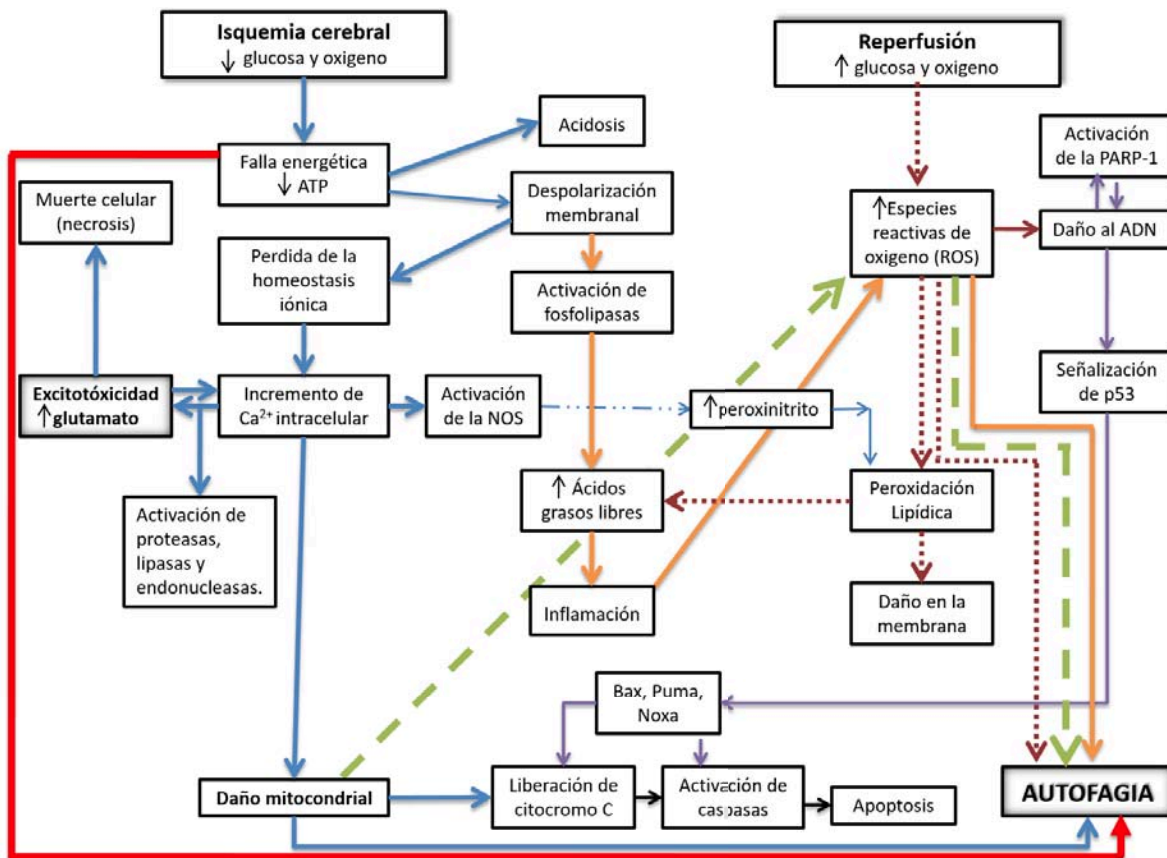 Isquemia cerebral
↓ glucosa y oxigeno
Reperfusión
↑ glucosa y oxigeno
Acidosis
Activación
de la PARP-1
Falla energética
↓ ATP
Muerte celular
(necrosis)
Despolarización
membranal
↑Especies
reactivas de
oxigeno (ROS)
Daño al ADN
Perdida de la
homeostasis
iónica
Activación de
fosfolipasas
Excitotóxicidad
↑glutamato
Incremento de
Ca²⁺ intracelular
Activación
de la NOS
↑peroxinitrito
Señalización
de p53
↑ Ácidos
grasos libres
Peroxidación
Lipídica
Activación de
proteasas,
lipasas y
endonucleasas.
Inflamación
Daño en la
membrana
Bax, Puma,
Noxa
Daño mitocondrial
Liberación de
citocromo C
Activación de
caspasas
Apoptosis
AUTOFAGIA